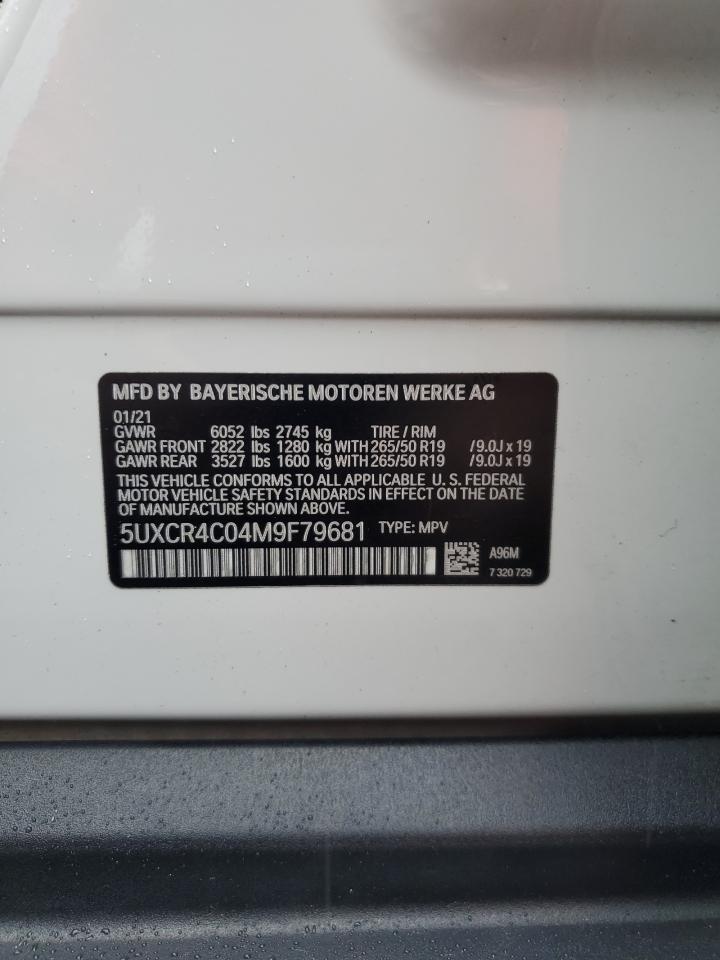 MFD BY BAYERISCHE MOTOREN WERKE AG
01/21
GVWR 6052 lbs 2745 kg TIRE / RIM
GAWR FRONT 2822 lbs 1280 kg WITH 265/50 R19 /9.0J x 19
GAWR REAR 3527 lbs 1600 kg WITH 265/50 R19 /9.0J x 19
THIS VEHICLE CONFORMS TO ALL APPLICABLE U. S. FEDERAL
MOTOR VEHICLE SAFETY STANDARDS IN EFFECT ON THE DATE
OF MANUFACTURE SHOWN ABOVE.
5UXCR4C04M9F79681 TYPE: MPV
A96M
7 320 729